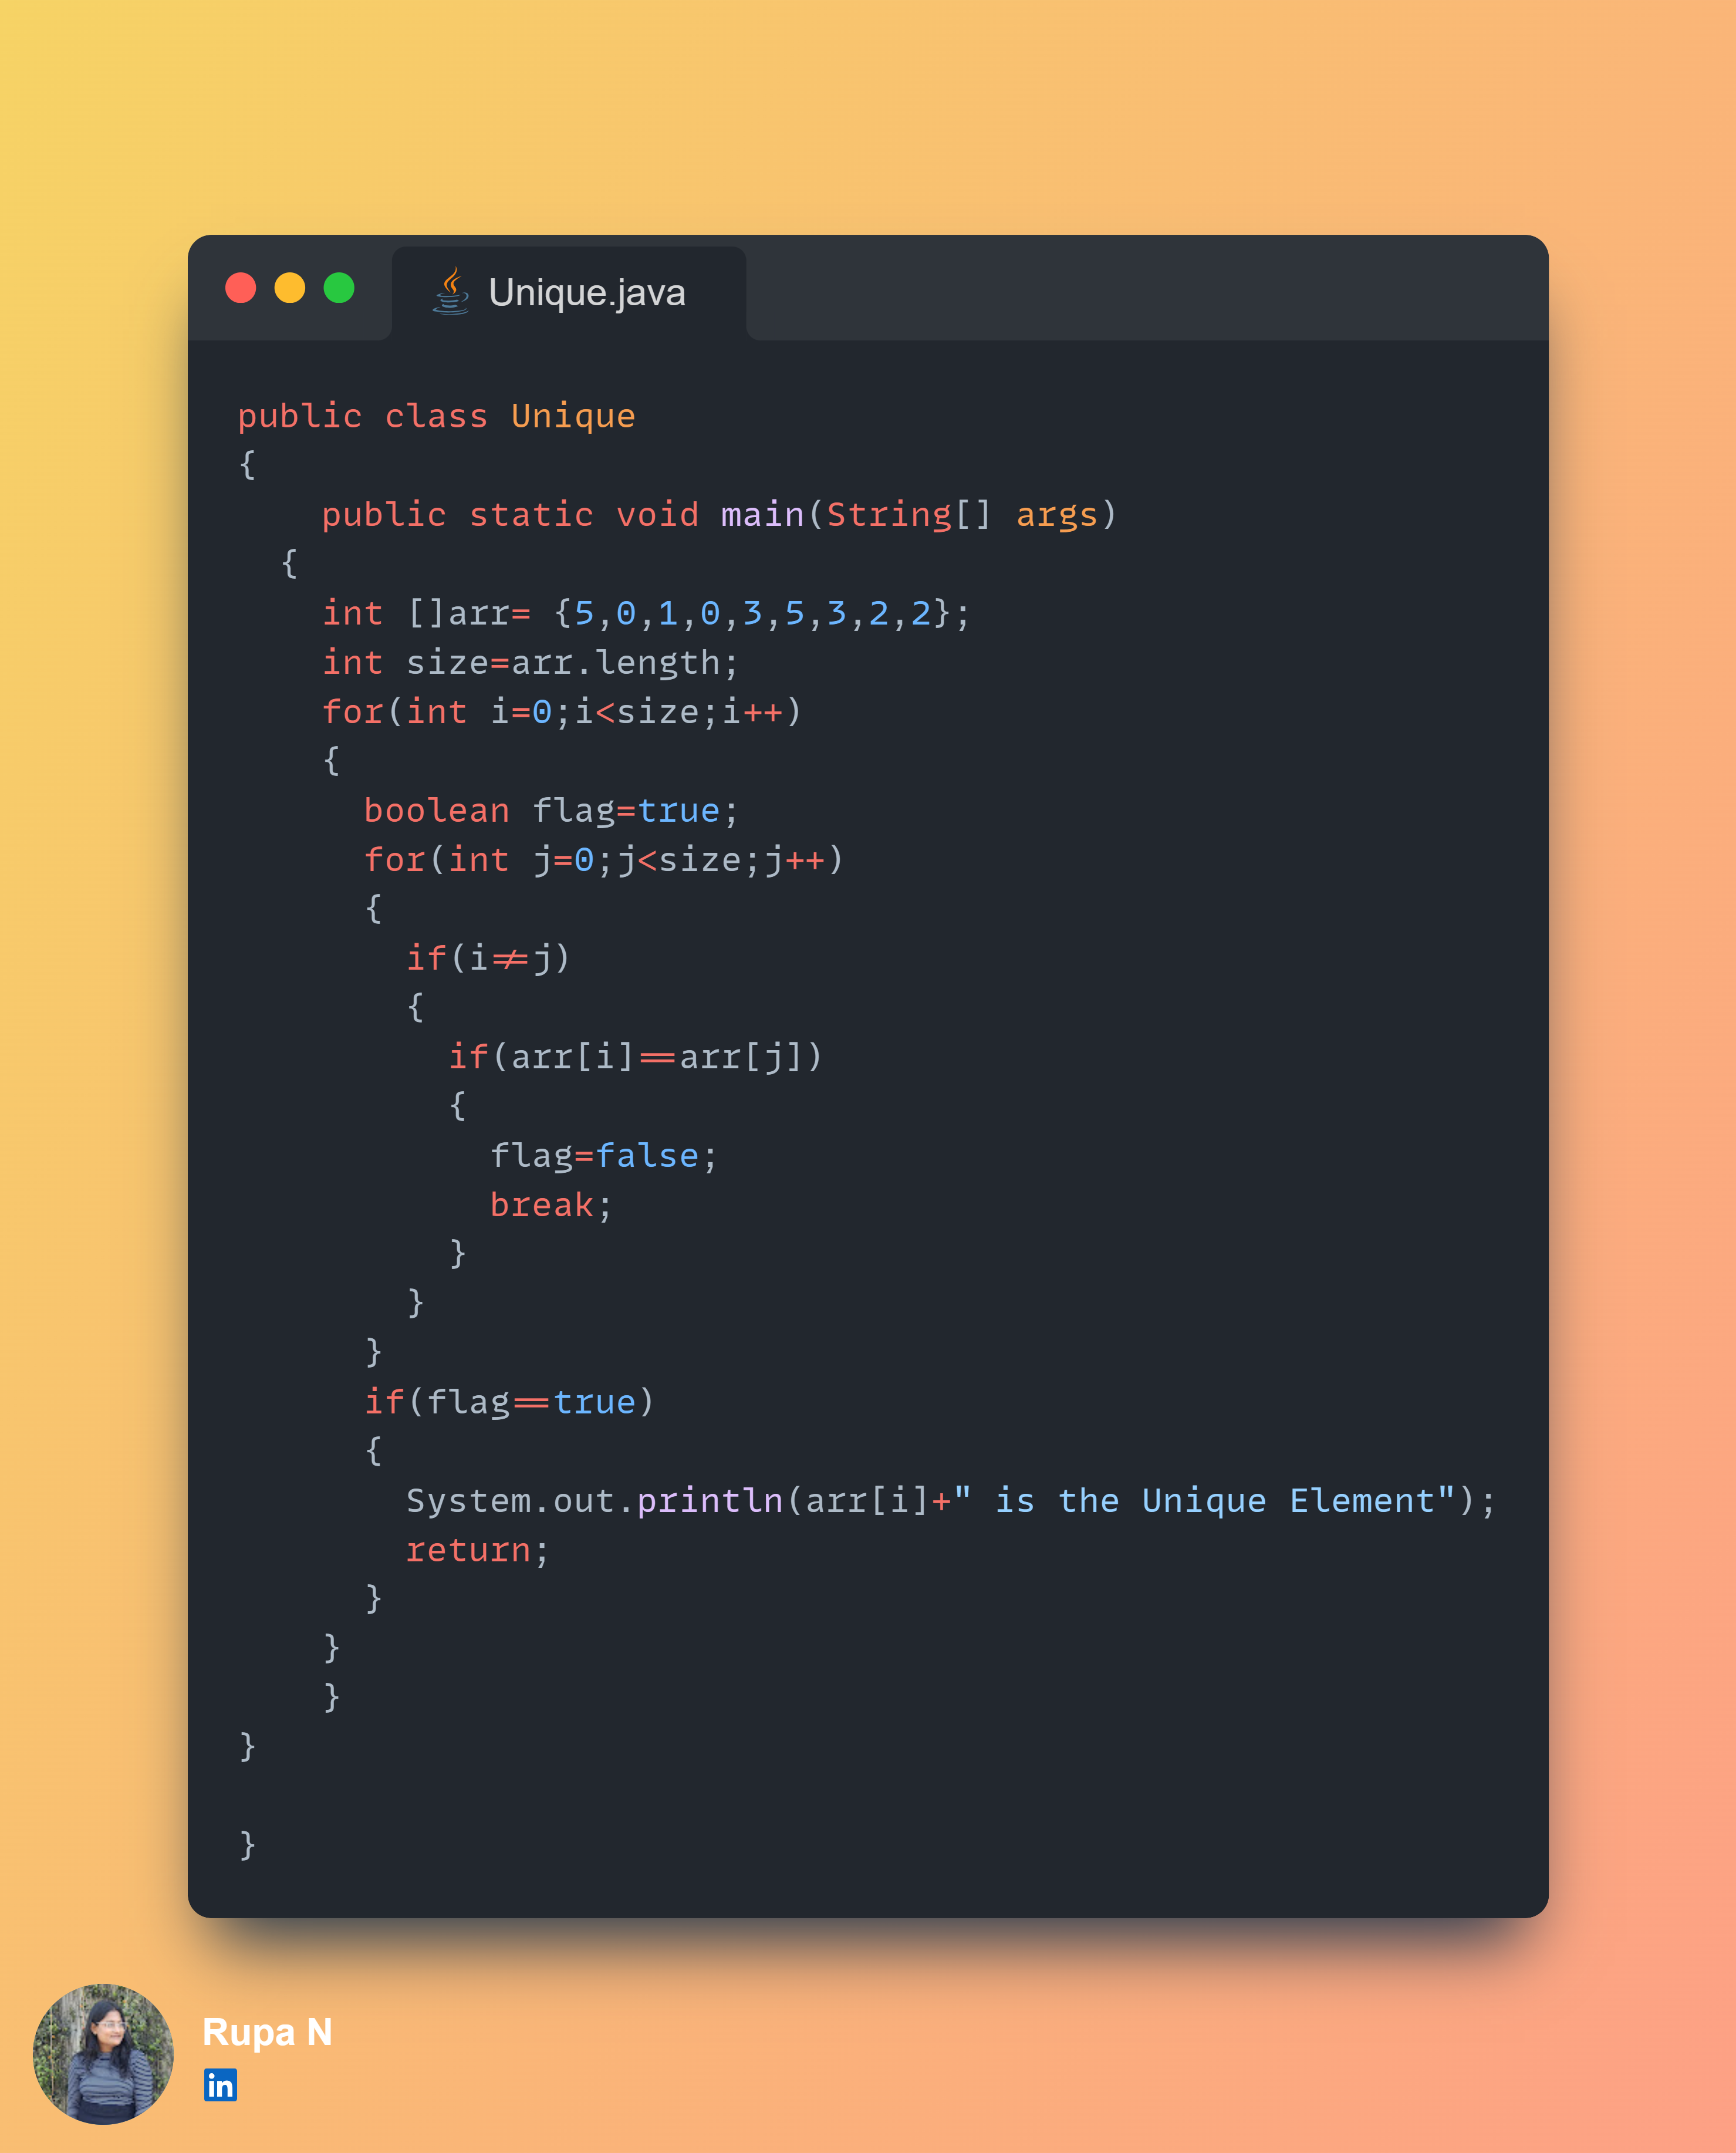 Unique.java
public class Unique
{
    public static void main(String[] args)
  {
    int []arr= {5,0,1,0,3,5,3,2,2};
    int size=arr.length;
    for(int i=0;i<size;i++)
    {
      boolean flag=true;
      for(int j=0;j<size;j++)
      {
        if(i!=j)
        {
          if(arr[i]==arr[j])
          {
            flag=false;
            break;
          }
        }
      }
      if(flag==true)
      {
        System.out.println(arr[i]+" is the Unique Element");
        return;
      }
    }
    }
}

}
Rupa N
in